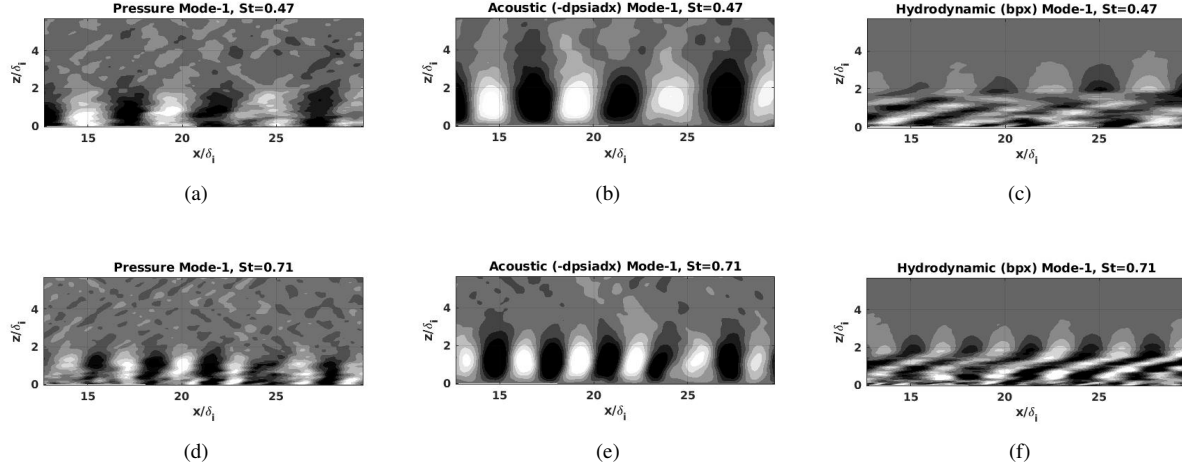 Pressure Mode-1, St=0.47
z/δi
4
2
0
15
20
25
x/δi
(a)
Acoustic (-dpsiadx) Mode-1, St=0.47
z/δi
4
2
0
15
20
25
x/δi
(b)
Hydrodynamic (bpx) Mode-1, St=0.47
z/δi
4
2
0
15
20
25
x/δi
(c)
Pressure Mode-1, St=0.71
z/δi
4
2
0
15
20
25
x/δi
(d)
Acoustic (-dpsiadx) Mode-1, St=0.71
z/δi
4
2
0
15
20
25
x/δi
(e)
Hydrodynamic (bpx) Mode-1, St=0.71
z/δi
4
2
0
15
20
25
x/δi
(f)